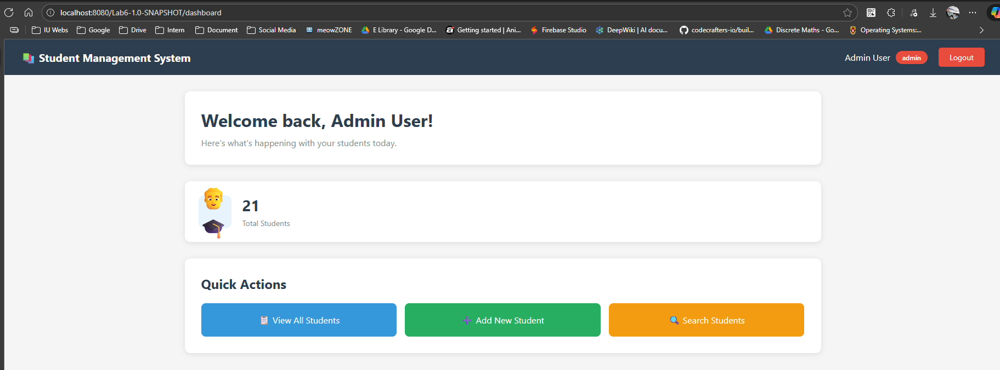 localhost:8080/Lab6-1.0-SNAPSHOT/dashboard
IU Webs Google Drive Intern Document Social Media meowZONE E Library - Google D... Getting started | Ani... Firebase Studio DeepWiki | AI docu... codecrafters-io/buil... Discrete Maths - Go... Operating Systems:...
Student Management System
Admin User admin Logout
Welcome back, Admin User!
Here's what's happening with your students today.
21
Total Students
Quick Actions
View All Students
Add New Student
Search Students